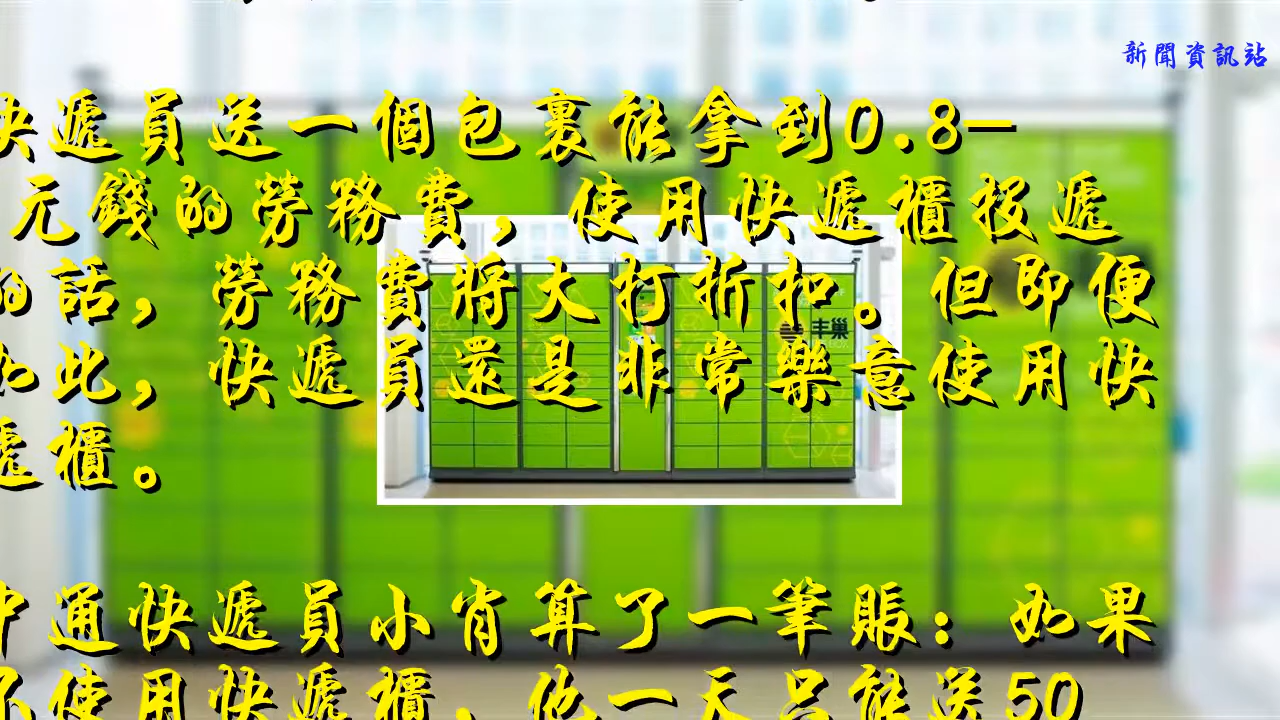 新聞資訊站
快遞員送一個包裹能拿到0.8-
元錢的勞務費，使用快遞櫃投遞
的話，勞務費將大打折扣。但即便
如此，快遞員還是非常樂意使用快
遞櫃。
丰巢
中通快遞員小肖算了一筆賬：如果
不使用快遞櫃，他一天只能送50